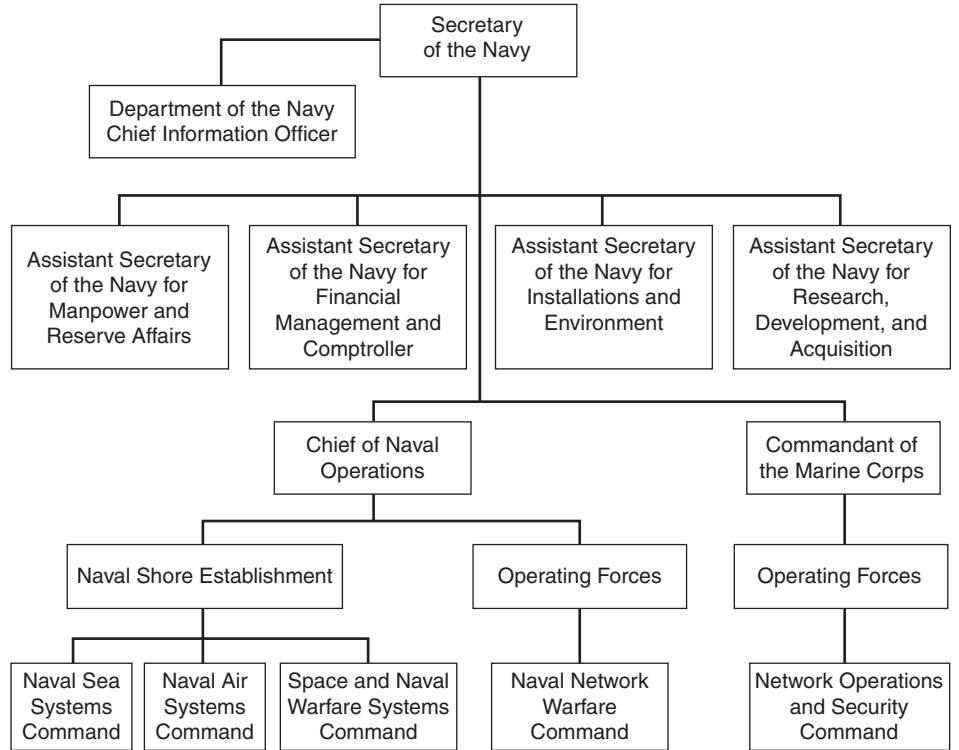 Secretary
of the Navy
Department of the Navy
Chief Information Officer
Assistant Secretary
of the Navy for
Manpower and
Reserve Affairs
Assistant Secretary
of the Navy for
Financial
Management and
Comptroller
Assistant Secretary
of the Navy for
Installations and
Environment
Assistant Secretary
of the Navy for
Research,
Development, and
Acquisition
Chief of Naval
Operations
Commandant of
the Marine Corps
Naval Shore Establishment
Operating Forces
Operating Forces
Naval Sea
Systems
Command
Naval Air
Systems
Command
Space and Naval
Warfare Systems
Command
Naval Network
Warfare
Command
Network Operations
and Security
Command